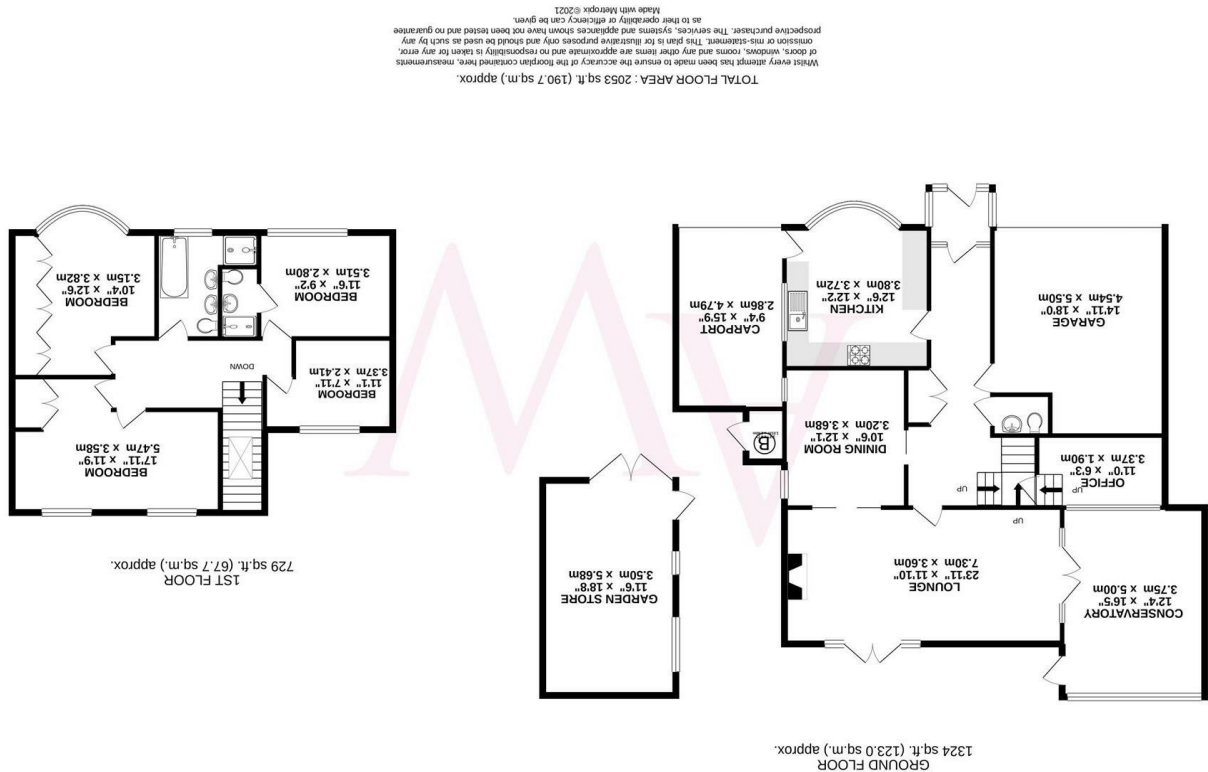 GROUND FLOOR
1324 sq.ft. (123.0 sq.m.) approx.
CONSERVATORY
12'4" x 16'5"
3.75m x 5.00m
LOUNGE
23'11" x 11'10"
7.30m x 3.60m
UP
UP
UP
OFFICE
11'0" x 6'3"
3.37m x 1.90m
GARAGE
14'11" x 18'0"
4.54m x 5.50m
DINING ROOM
10'6" x 12'1"
3.20m x 3.68m
KITCHEN
12'6" x 12'2"
3.80m x 3.72m
CARPORT
9'4" x 15'9"
2.86m x 4.79m
B
GARDEN STORE
11'6" x 18'8"
3.50m x 5.68m
1ST FLOOR
729 sq.ft. (67.7 sq.m.) approx.
BEDROOM
17'11" x 11'9"
5.47m x 3.58m
DOWN
BEDROOM
11'1" x 7'11"
3.37m x 2.41m
BEDROOM
11'6" x 9'2"
3.51m x 2.80m
BEDROOM
10'4" x 12'6"
3.15m x 3.82m
TOTAL FLOOR AREA : 2053 sq.ft. (190.7 sq.m.) approx.
Whilst every attempt has been made to ensure the accuracy of the floorplan contained here, measurements
of doors, windows, rooms and any other items are approximate and no responsibility is taken for any error,
omission or mis-statement. This plan is for illustrative purposes only and should be used as such by any
prospective purchaser. The services, systems and appliances shown have not been tested and no guarantee
as to their operability or efficiency can be given.
Made with Metropix ©2021